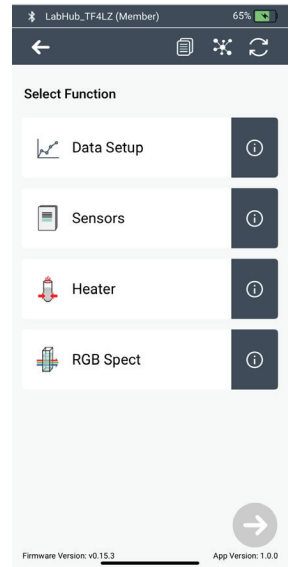 LabHub_TF4LZ (Member) 65%
Select Function
Data Setup
Sensors
Heater
RGB Spect
Firmware Version: v0.15.3 App Version: 1.0.0